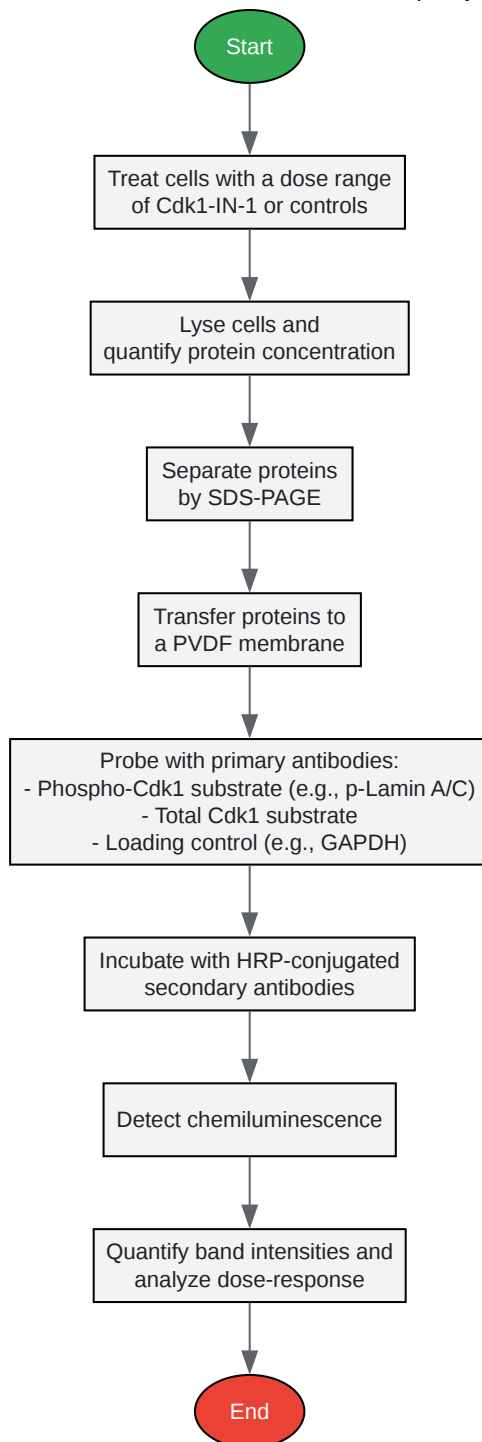 Start
Treat cells with a dose range
of Cdk1-IN-1 or controls
Lyse cells and
quantify protein concentration
Separate proteins
by SDS-PAGE
Transfer proteins to
a PVDF membrane
Probe with primary antibodies:
- Phospho-Cdk1 substrate (e.g., p-Lamin A/C)
- Total Cdk1 substrate
- Loading control (e.g., GAPDH)
Incubate with HRP-conjugated
secondary antibodies
Detect chemiluminescence
Quantify band intensities and
analyze dose-response
End